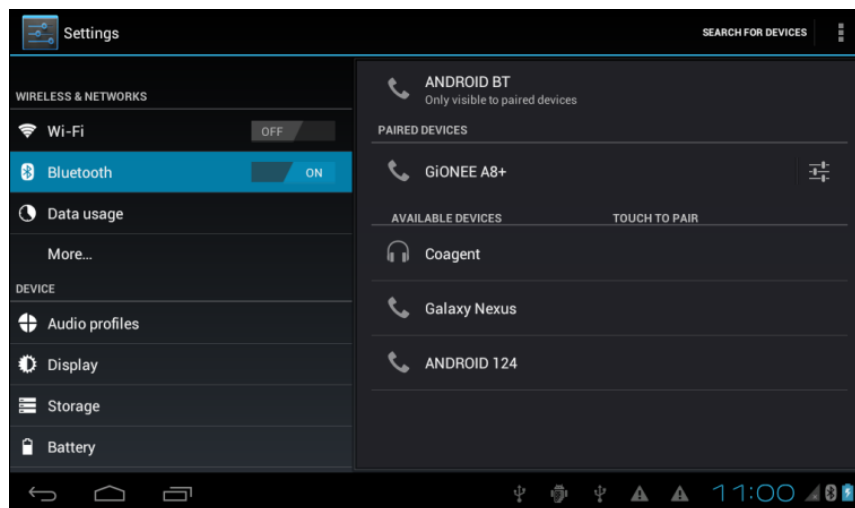 Settings
SEARCH FOR DEVICES
WIRELESS & NETWORKS
Wi-Fi
OFF
Bluetooth
ON
Data usage
More...
DEVICE
Audio profiles
Display
Storage
Battery
ANDROID BT
Only visible to paired devices
PAIRED DEVICES
GiONEE A8+
AVAILABLE DEVICES TOUCH TO PAIR
Coagent
Galaxy Nexus
ANDROID 124
11:00